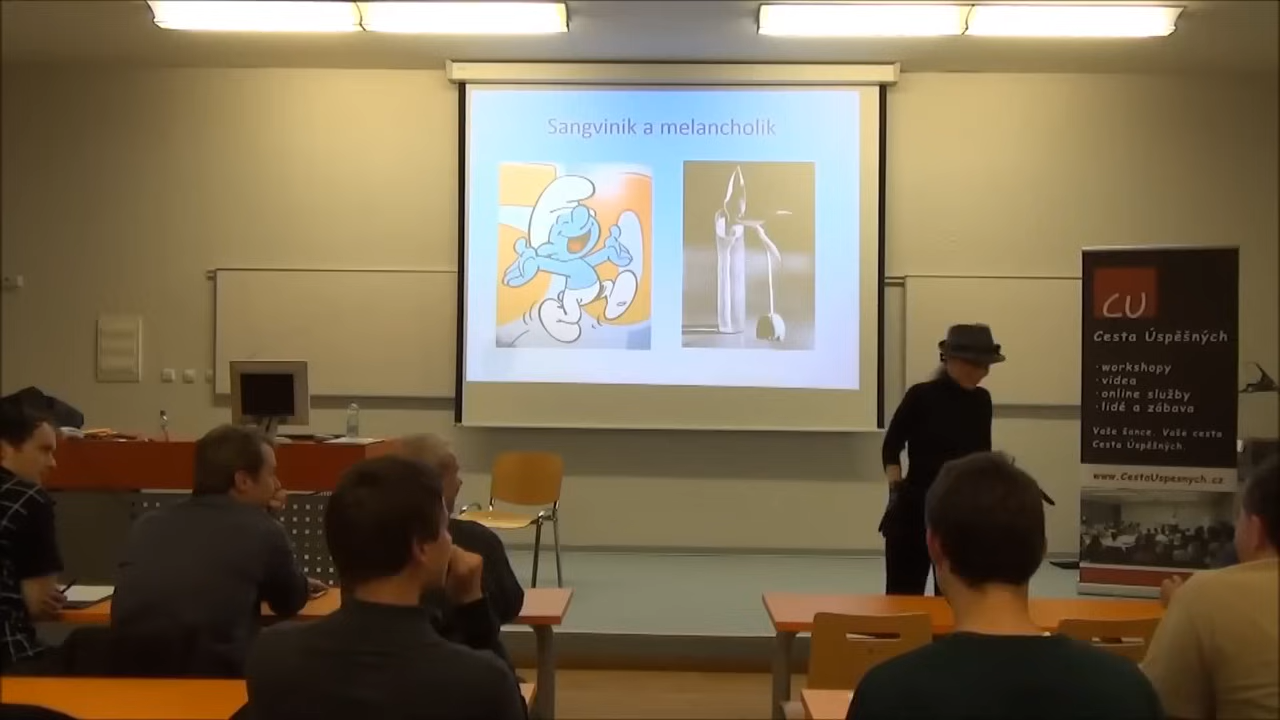 Sangvinik a melancholik
CU
Cesta Úspěšných
· workshopy
· videa
· online služby
· lidé a zábava
Vaše šance. Vaše cesta
Cesta Úspěšných.
www.CestaUspesnych.cz